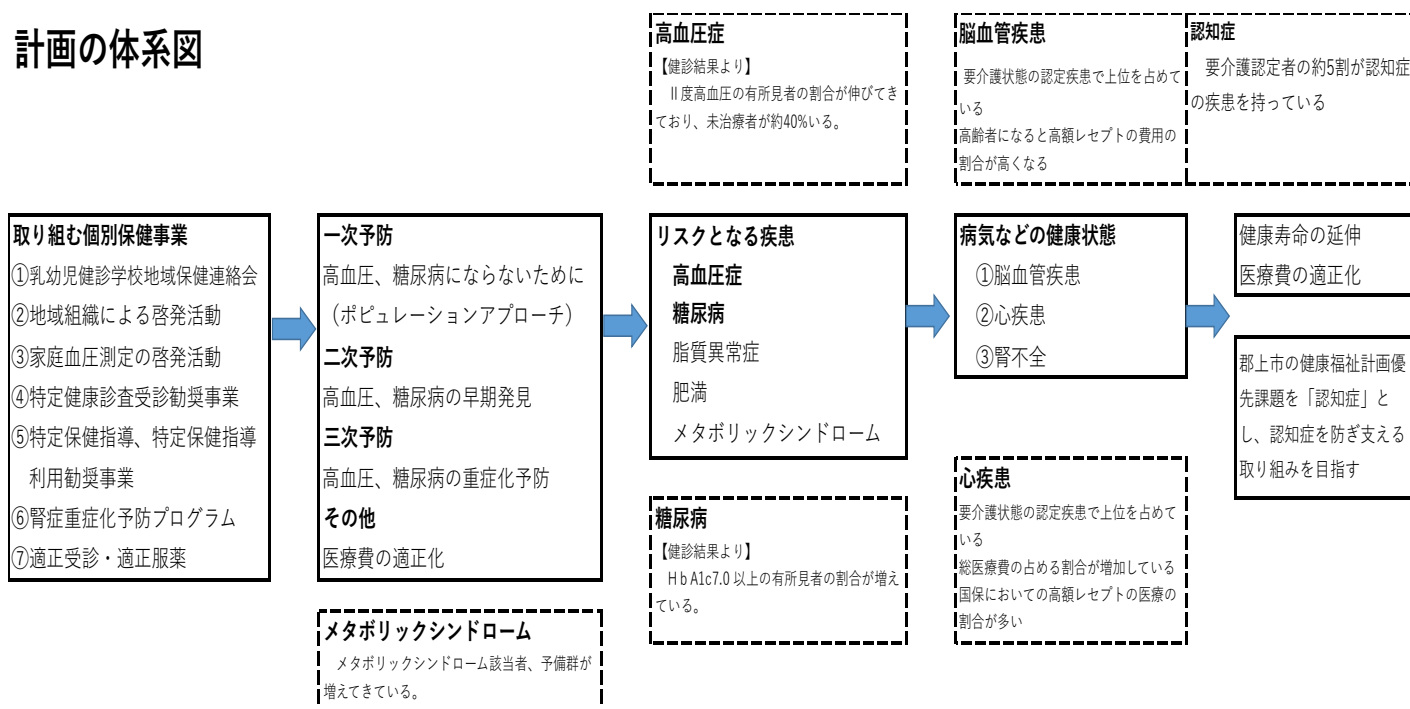 計画の体系図
高血圧症
【健診結果より】
Ⅱ度高血圧の有所見者の割合が伸びてき
ており、未治療者が約40%いる。
脳血管疾患
要介護状態の認定疾患で上位を占めて
いる
高齢者になると高額レセプトの費用の
割合が高くなる
認知症
要介護認定者の約5割が認知症
の疾患を持っている
取り組む個別保健事業
①乳幼児健診学校地域保健連絡会
②地域組織による啓発活動
③家庭血圧測定の啓発活動
④特定健康診査受診勧奨事業
⑤特定保健指導、特定保健指導
利用勧奨事業
⑥腎症重症化予防プログラム
⑦適正受診・適正服薬
一次予防
高血圧、糖尿病にならないために
（ポピュレーションアプローチ）
二次予防
高血圧、糖尿病の早期発見
三次予防
高血圧、糖尿病の重症化予防
その他
医療費の適正化
リスクとなる疾患
高血圧症
糖尿病
脂質異常症
肥満
メタボリックシンドローム
病気などの健康状態
①脳血管疾患
②心疾患
③腎不全
健康寿命の延伸
医療費の適正化
郡上市の健康福祉計画優
先課題を「認知症」と
し、認知症を防ぎ支える
取り組みを目指す
糖尿病
【健診結果より】
ＨｂA1c7.0 以上の有所見者の割合が増え
ている。
心疾患
要介護状態の認定疾患で上位を占めて
いる
総医療費の占める割合が増加している
国保においての高額レセプトの医療の
割合が多い
メタボリックシンドローム
メタボリックシンドローム該当者、予備群が
増えてきている。